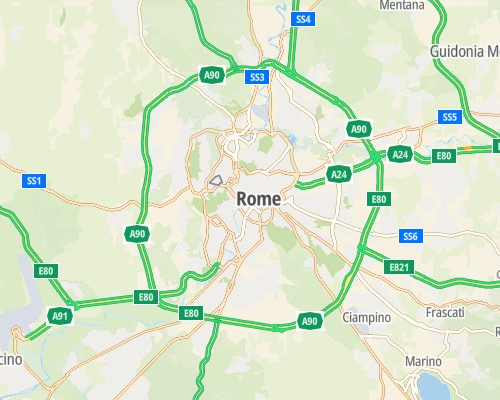 Mentana
SS4
Guidonia Mo
A90
SS3
SS5
A90
A24
E80
A24
SS1
Rome
E80
A90
SS6
E821
E80
E80
A91
E80
A90
Ciampino
Frascati
cino
Marino